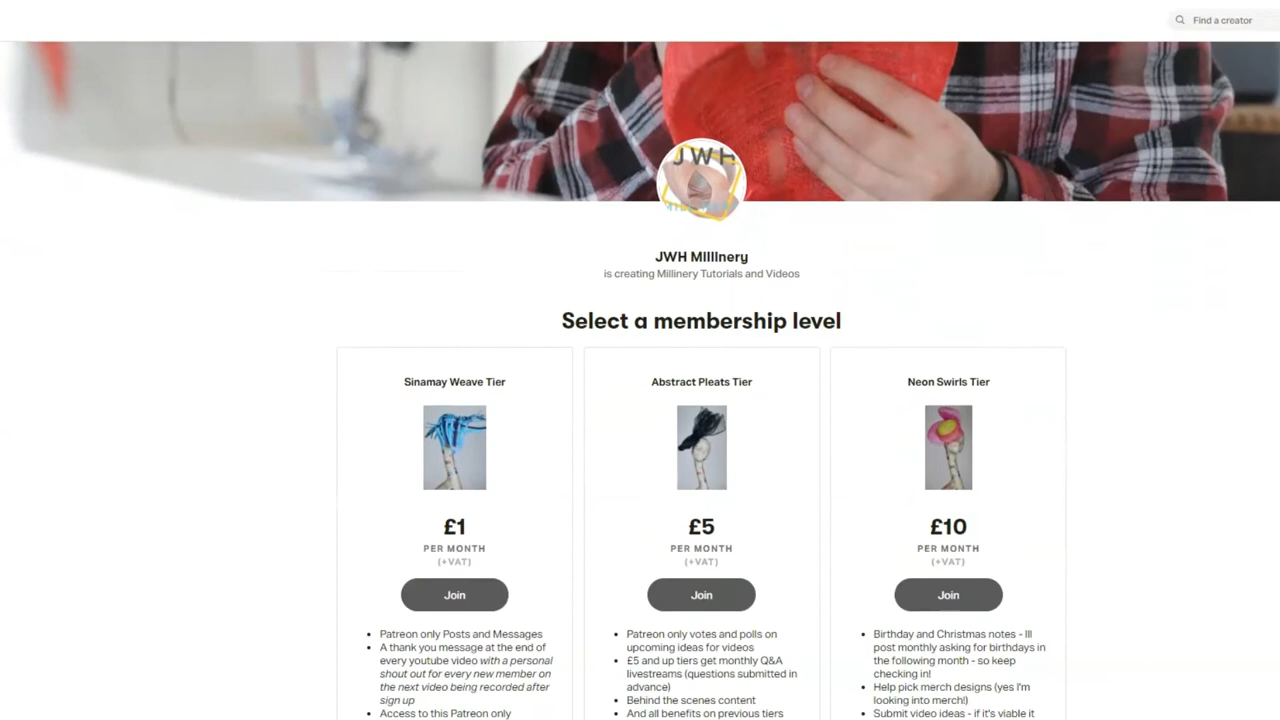 Find a creator
JWH
JWH Millinery
is creating Millinery Tutorials and Videos
Select a membership level
Sinamay Weave Tier
£1
PER MONTH
(+VAT)
Join
Patreon only Posts and Messages
A thank you message at the end of
every youtube video with a personal
shout out for every new member on
the next video being recorded after
sign up
Access to this Patreon only
Abstract Pleats Tier
£5
PER MONTH
(+VAT)
Join
Patreon only votes and polls on
upcoming ideas for videos
£5 and up tiers get monthly Q&A
livestreams (questions submitted in
advance)
Behind the scenes content
And all benefits on previous tiers
Neon Swirls Tier
£10
PER MONTH
(+VAT)
Join
Birthday and Christmas notes - Ill
post monthly asking for birthdays in
the following month - so keep
checking in!
Help pick merch designs (yes I'm
looking into merch!)
Submit video ideas - if it's viable it